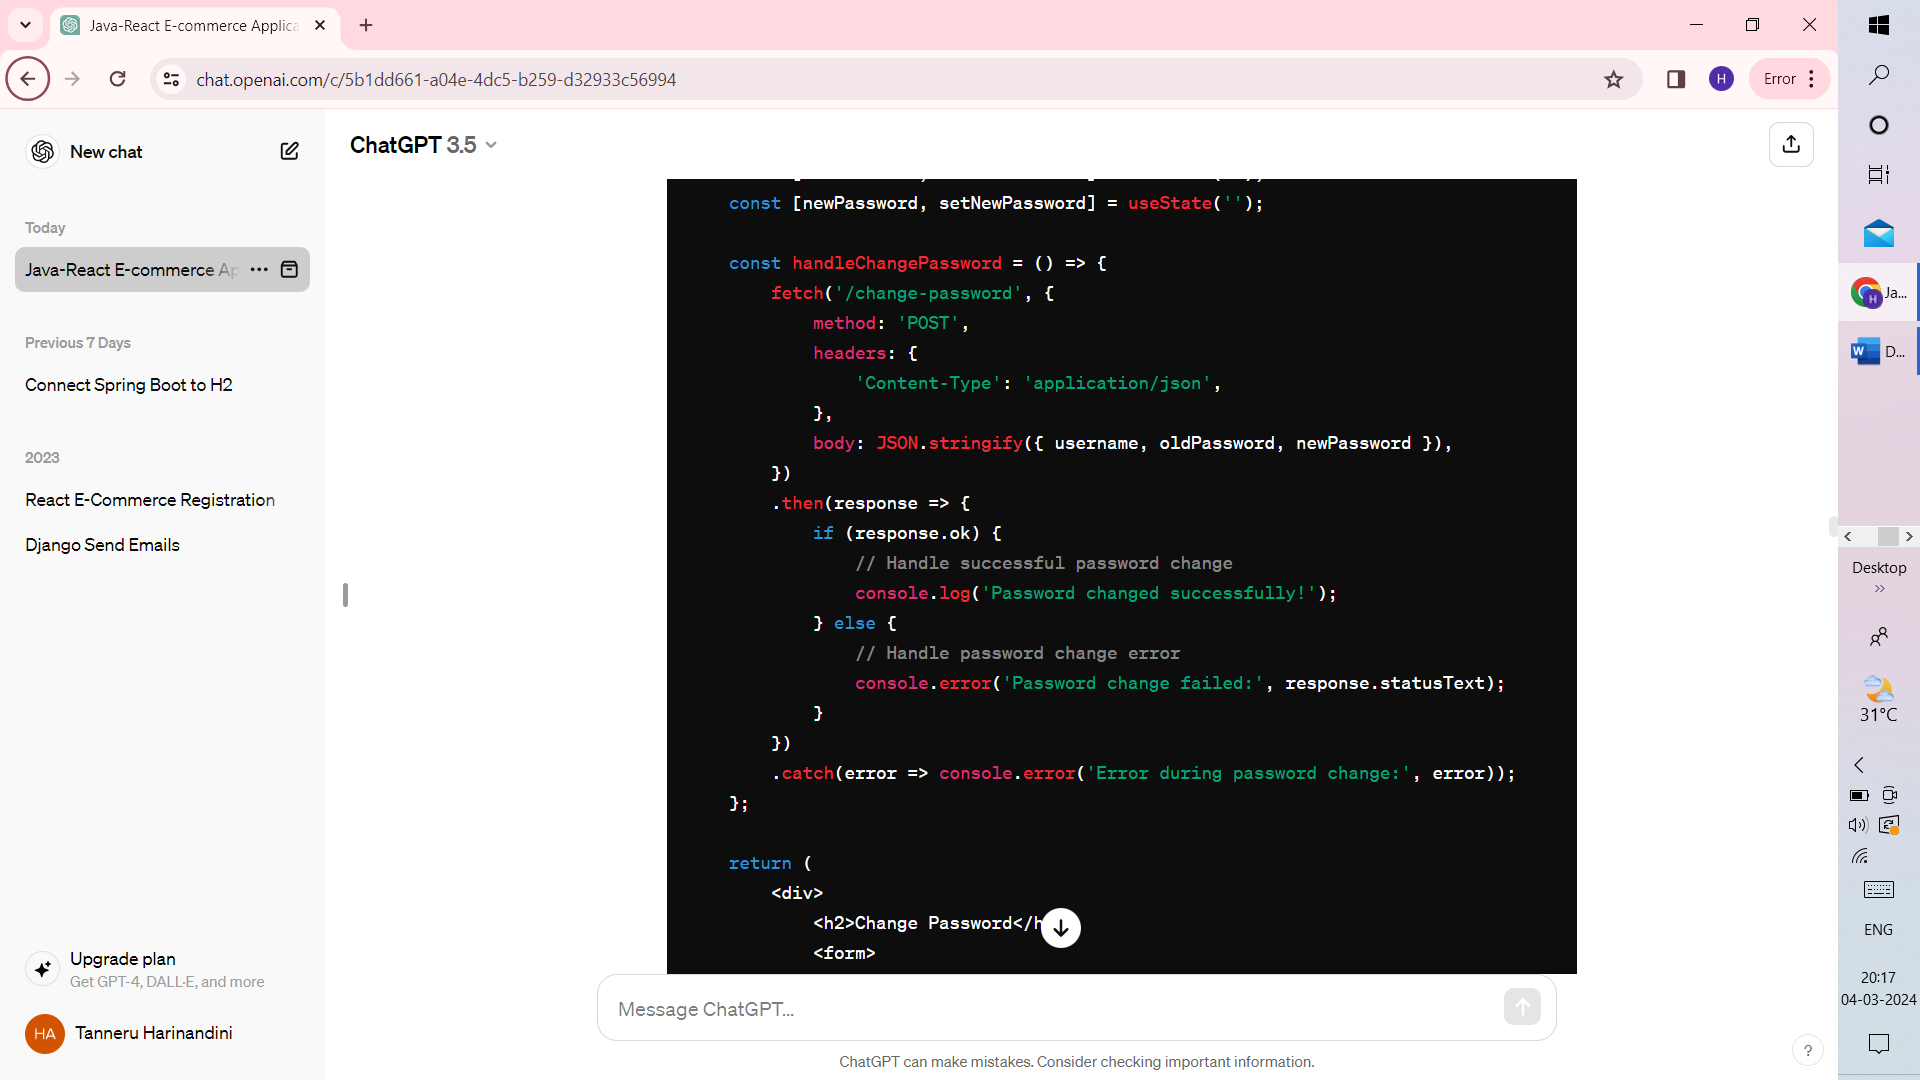 Java-React E-commerce Applica
chat.openai.com/c/5b1dd661-a04e-4dc5-b259-d32933c56994
H
Error
New chat
Today
Java-React E-commerce Ap
Previous 7 Days
Connect Spring Boot to H2
2023
React E-Commerce Registration
Django Send Emails
Upgrade plan
Get GPT-4, DALL·E, and more
HA
Tanneru Harinandini
ChatGPT 3.5
const [newPassword, setNewPassword] = useState('');
const handleChangePassword = () => {
fetch('/change-password', {
method: 'POST',
headers: {
'Content-Type': 'application/json',
},
body: JSON.stringify({ username, oldPassword, newPassword }),
})
.then(response => {
if (response.ok) {
// Handle successful password change
console.log('Password changed successfully!');
} else {
// Handle password change error
console.error('Password change failed:', response.statusText);
}
})
.catch(error => console.error('Error during password change:', error));
};
return (
<div>
<h2>Change Password</h
<form>
Message ChatGPT...
ChatGPT can make mistakes. Consider checking important information.
?
H
Ja...
W
D...
Desktop
31°C
ENG
20:17
04-03-2024